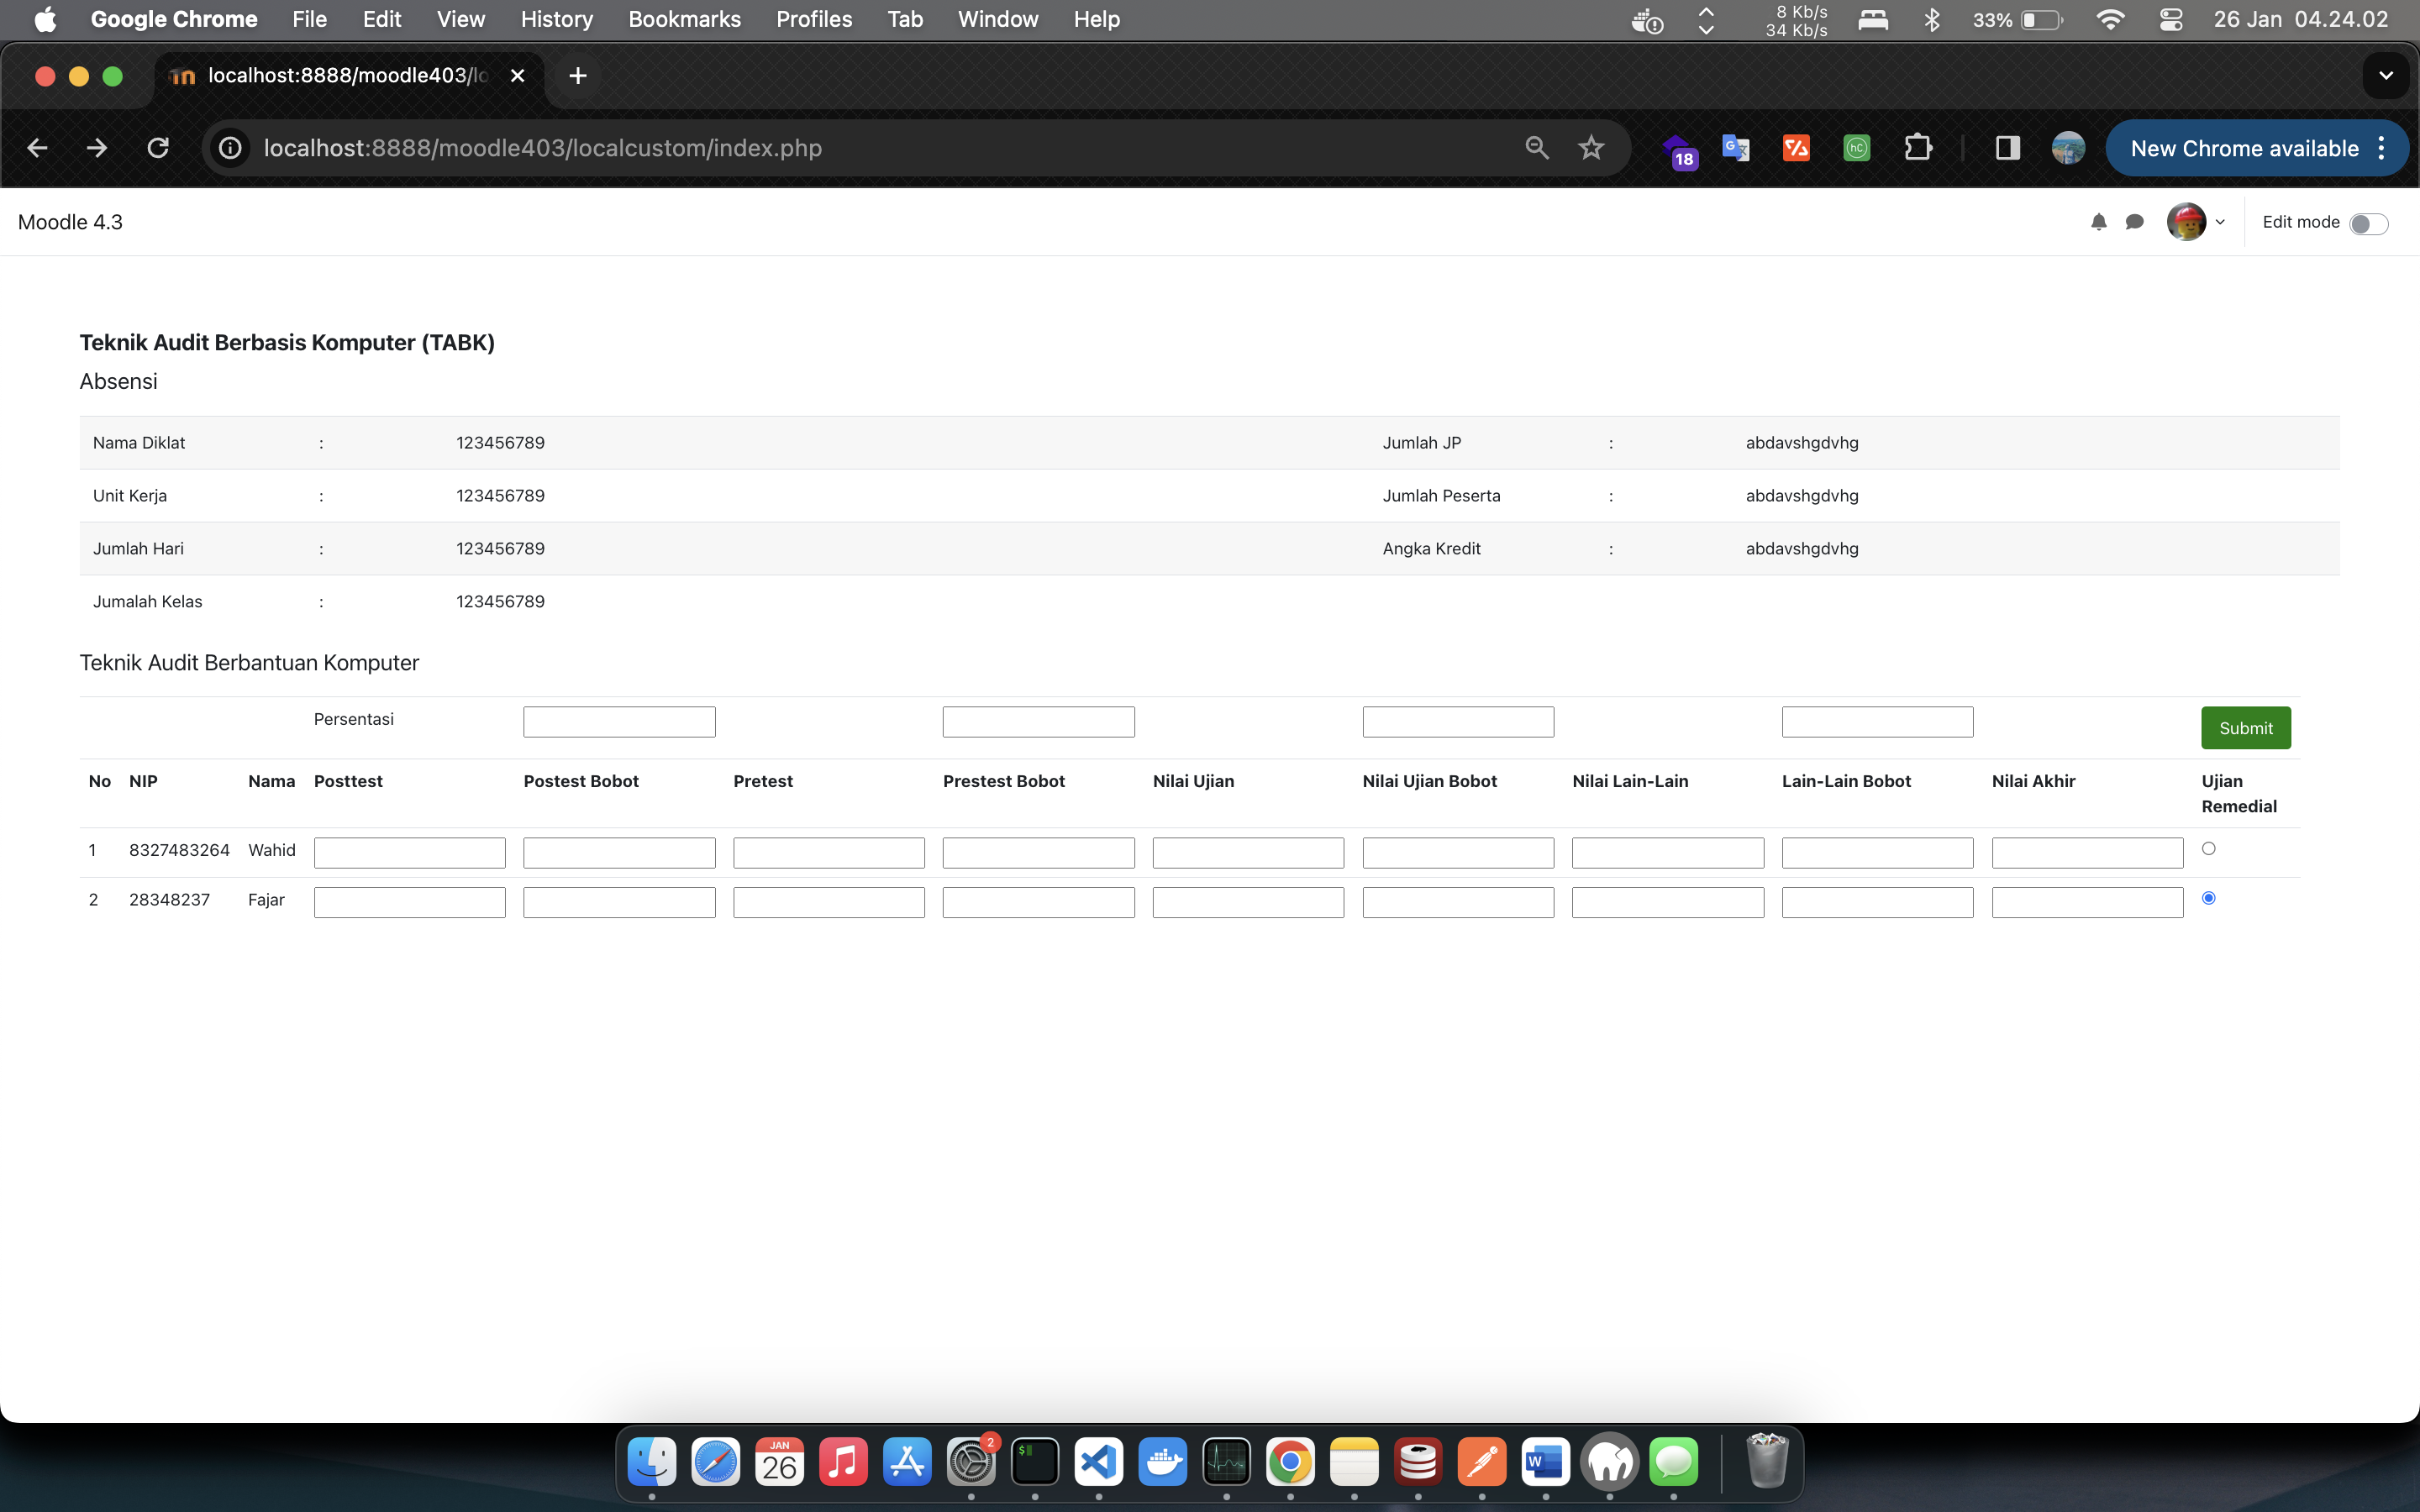 Google Chrome File Edit View History Bookmarks Profiles Tab Window Help 8 Kb/s 34 Kb/s 33% 26 Jan 04.24.02
localhost:8888/moodle403/lo
localhost:8888/moodle403/localcustom/index.php 18 New Chrome available
Moodle 4.3 Edit mode
Teknik Audit Berbasis Komputer (TABK)
Absensi
Nama Diklat : 123456789 Jumlah JP : abdavshgdvhg
Unit Kerja : 123456789 Jumlah Peserta : abdavshgdvhg
Jumlah Hari : 123456789 Angka Kredit : abdavshgdvhg
Jumalah Kelas : 123456789
Teknik Audit Berbantuan Komputer
Persentasi Submit
No NIP Nama Posttest Postest Bobot Pretest Prestest Bobot Nilai Ujian Nilai Ujian Bobot Nilai Lain-Lain Lain-Lain Bobot Nilai Akhir Ujian Remedial
1 8327483264 Wahid
2 28348237 Fajar
JAN 26 2 $ W